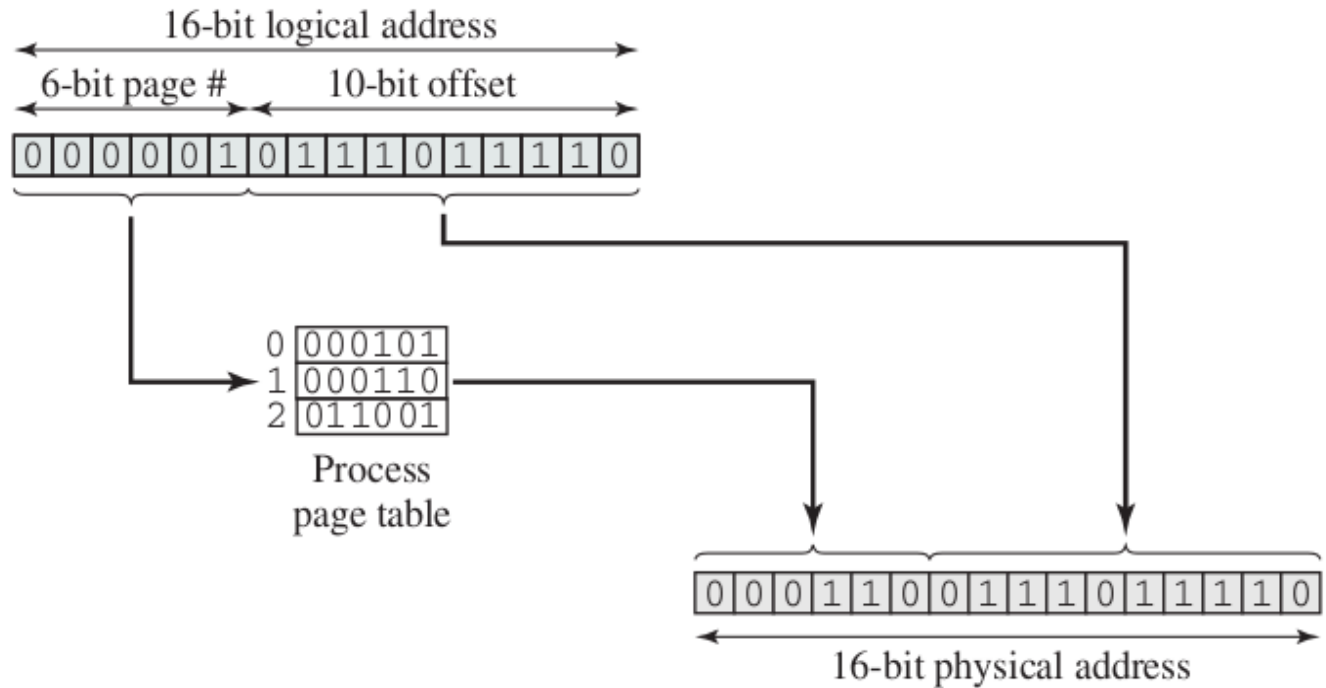 16-bit logical address
6-bit page # 10-bit offset
0 0 0 0 0 1 0 1 1 1 0 1 1 1 1 0
0 000101
1 000110
2 011001
Process
page table
0 0 0 1 1 0 0 1 1 1 0 1 1 1 1 0
16-bit physical address